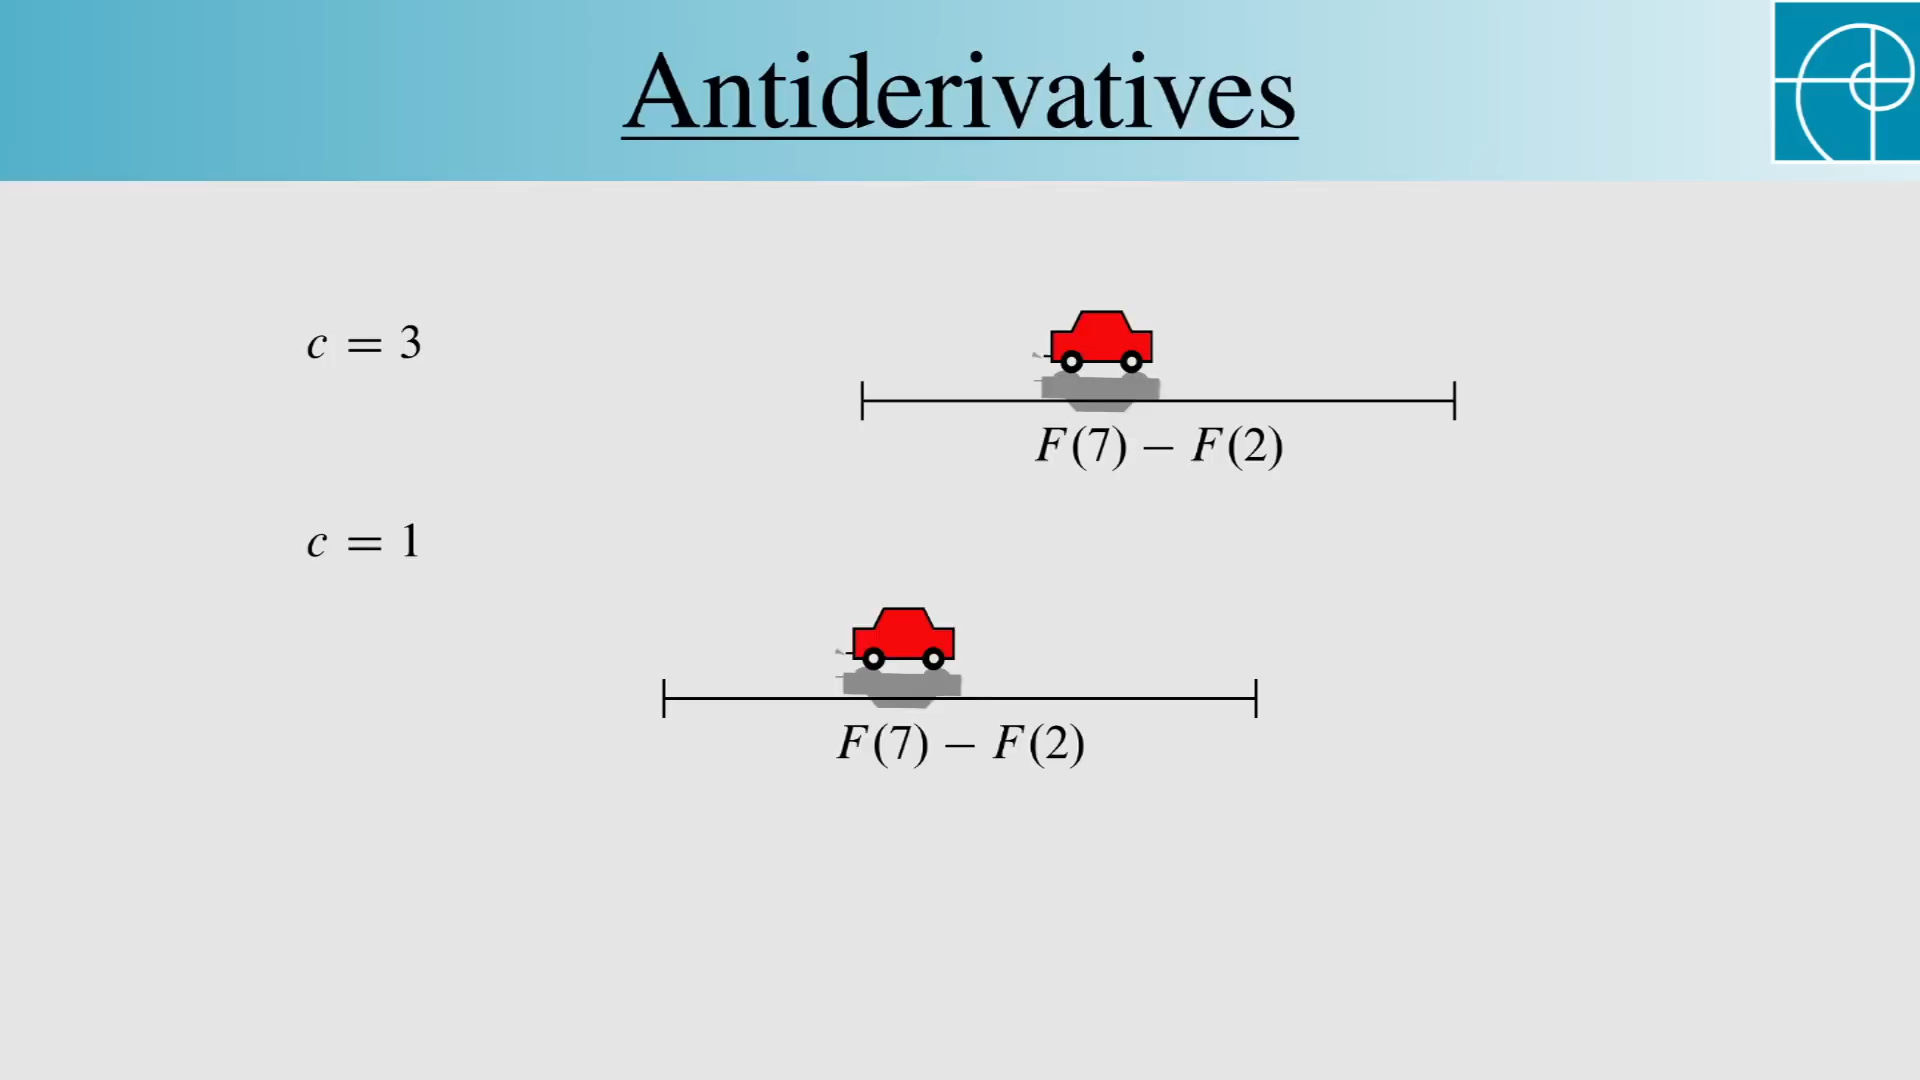 Antiderivatives
c = 3
F(7) − F(2)
c = 1
F(7) − F(2)